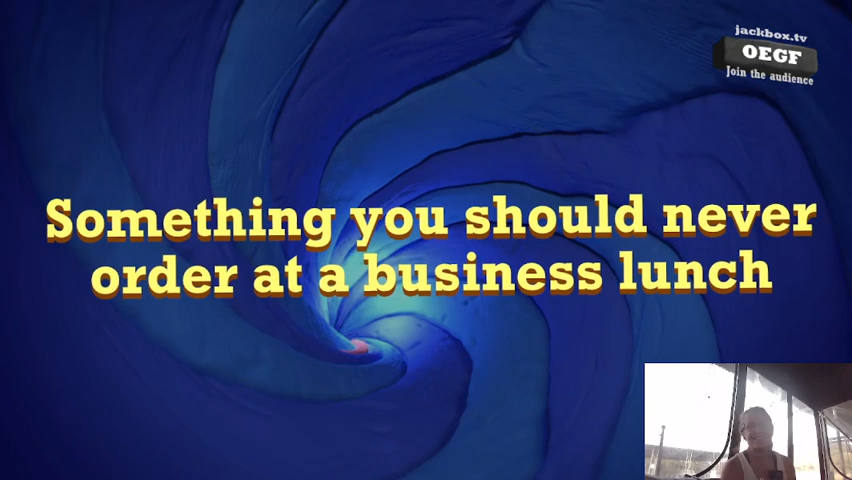 jackbox.tv
OEGF
Join the audience
Something you should never
order at a business lunch